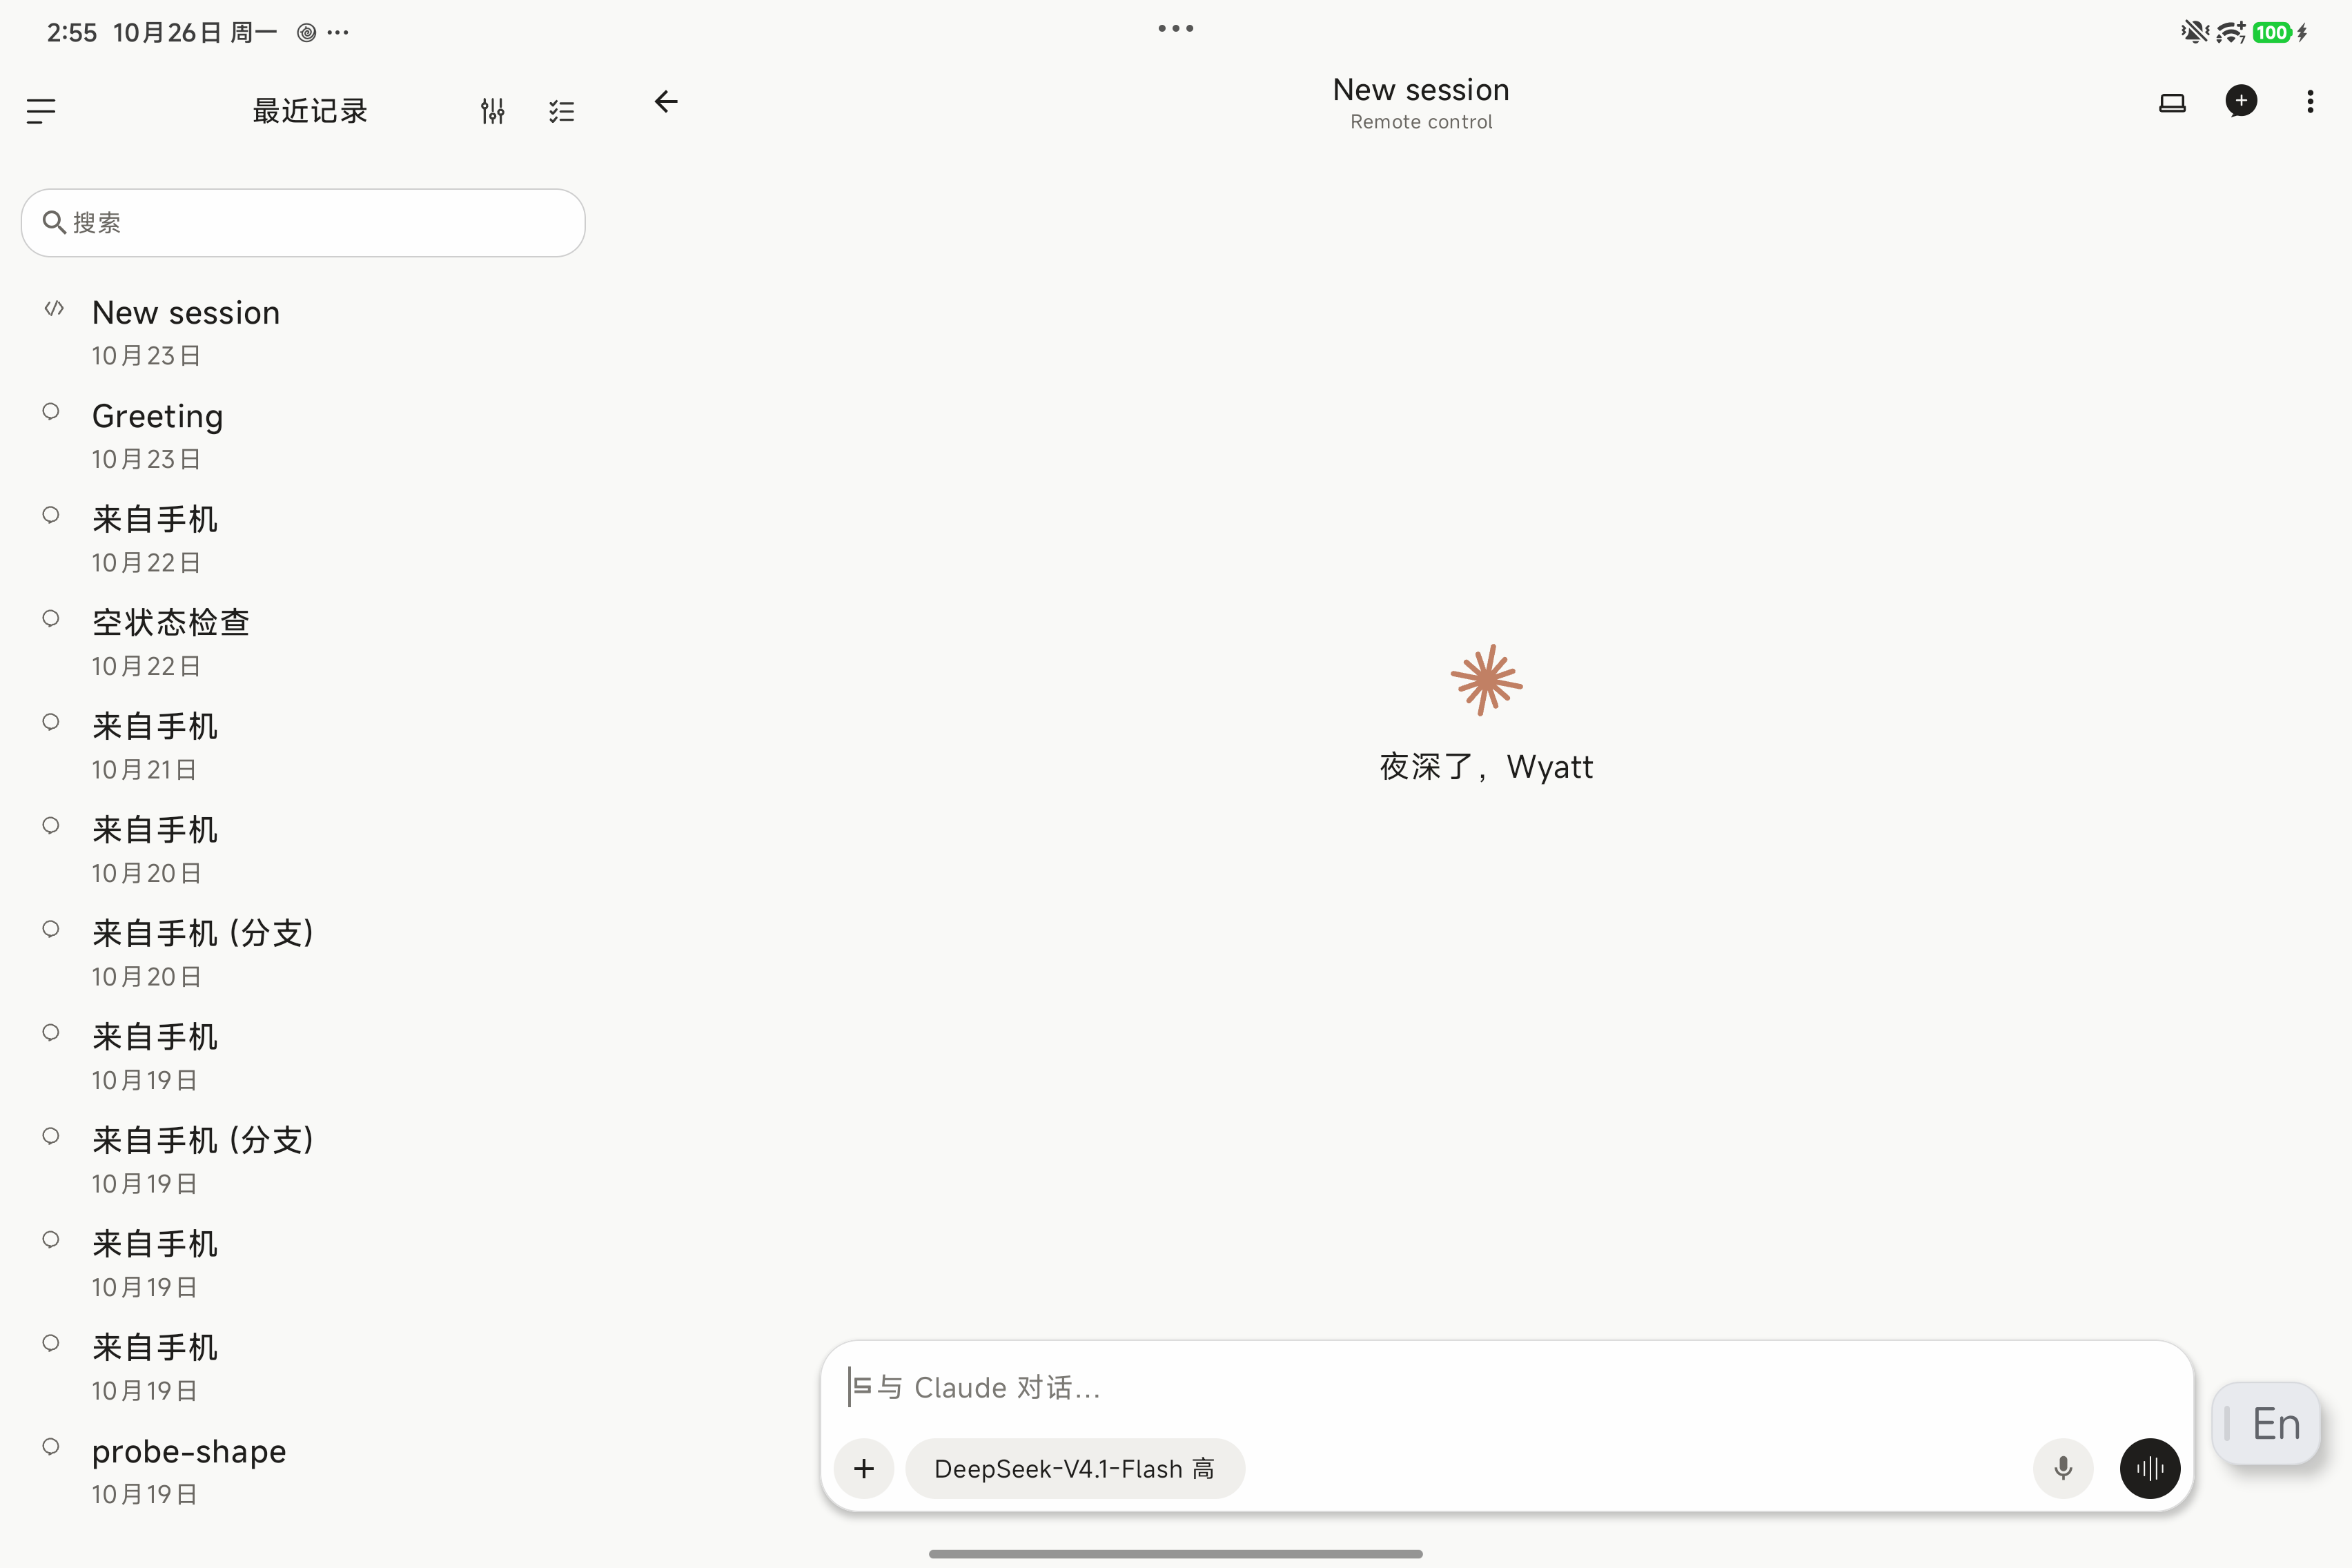 2:55 10月26日 周一
100
最近记录
New session
Remote control
搜索
New session
10月23日
Greeting
10月23日
来自手机
10月22日
空状态检查
10月22日
来自手机
10月21日
来自手机
10月20日
来自手机 (分支)
10月20日
来自手机
10月19日
来自手机 (分支)
10月19日
来自手机
10月19日
来自手机
10月19日
probe-shape
10月19日
夜深了，Wyatt
与 Claude 对话...
DeepSeek-V4.1-Flash 高
En